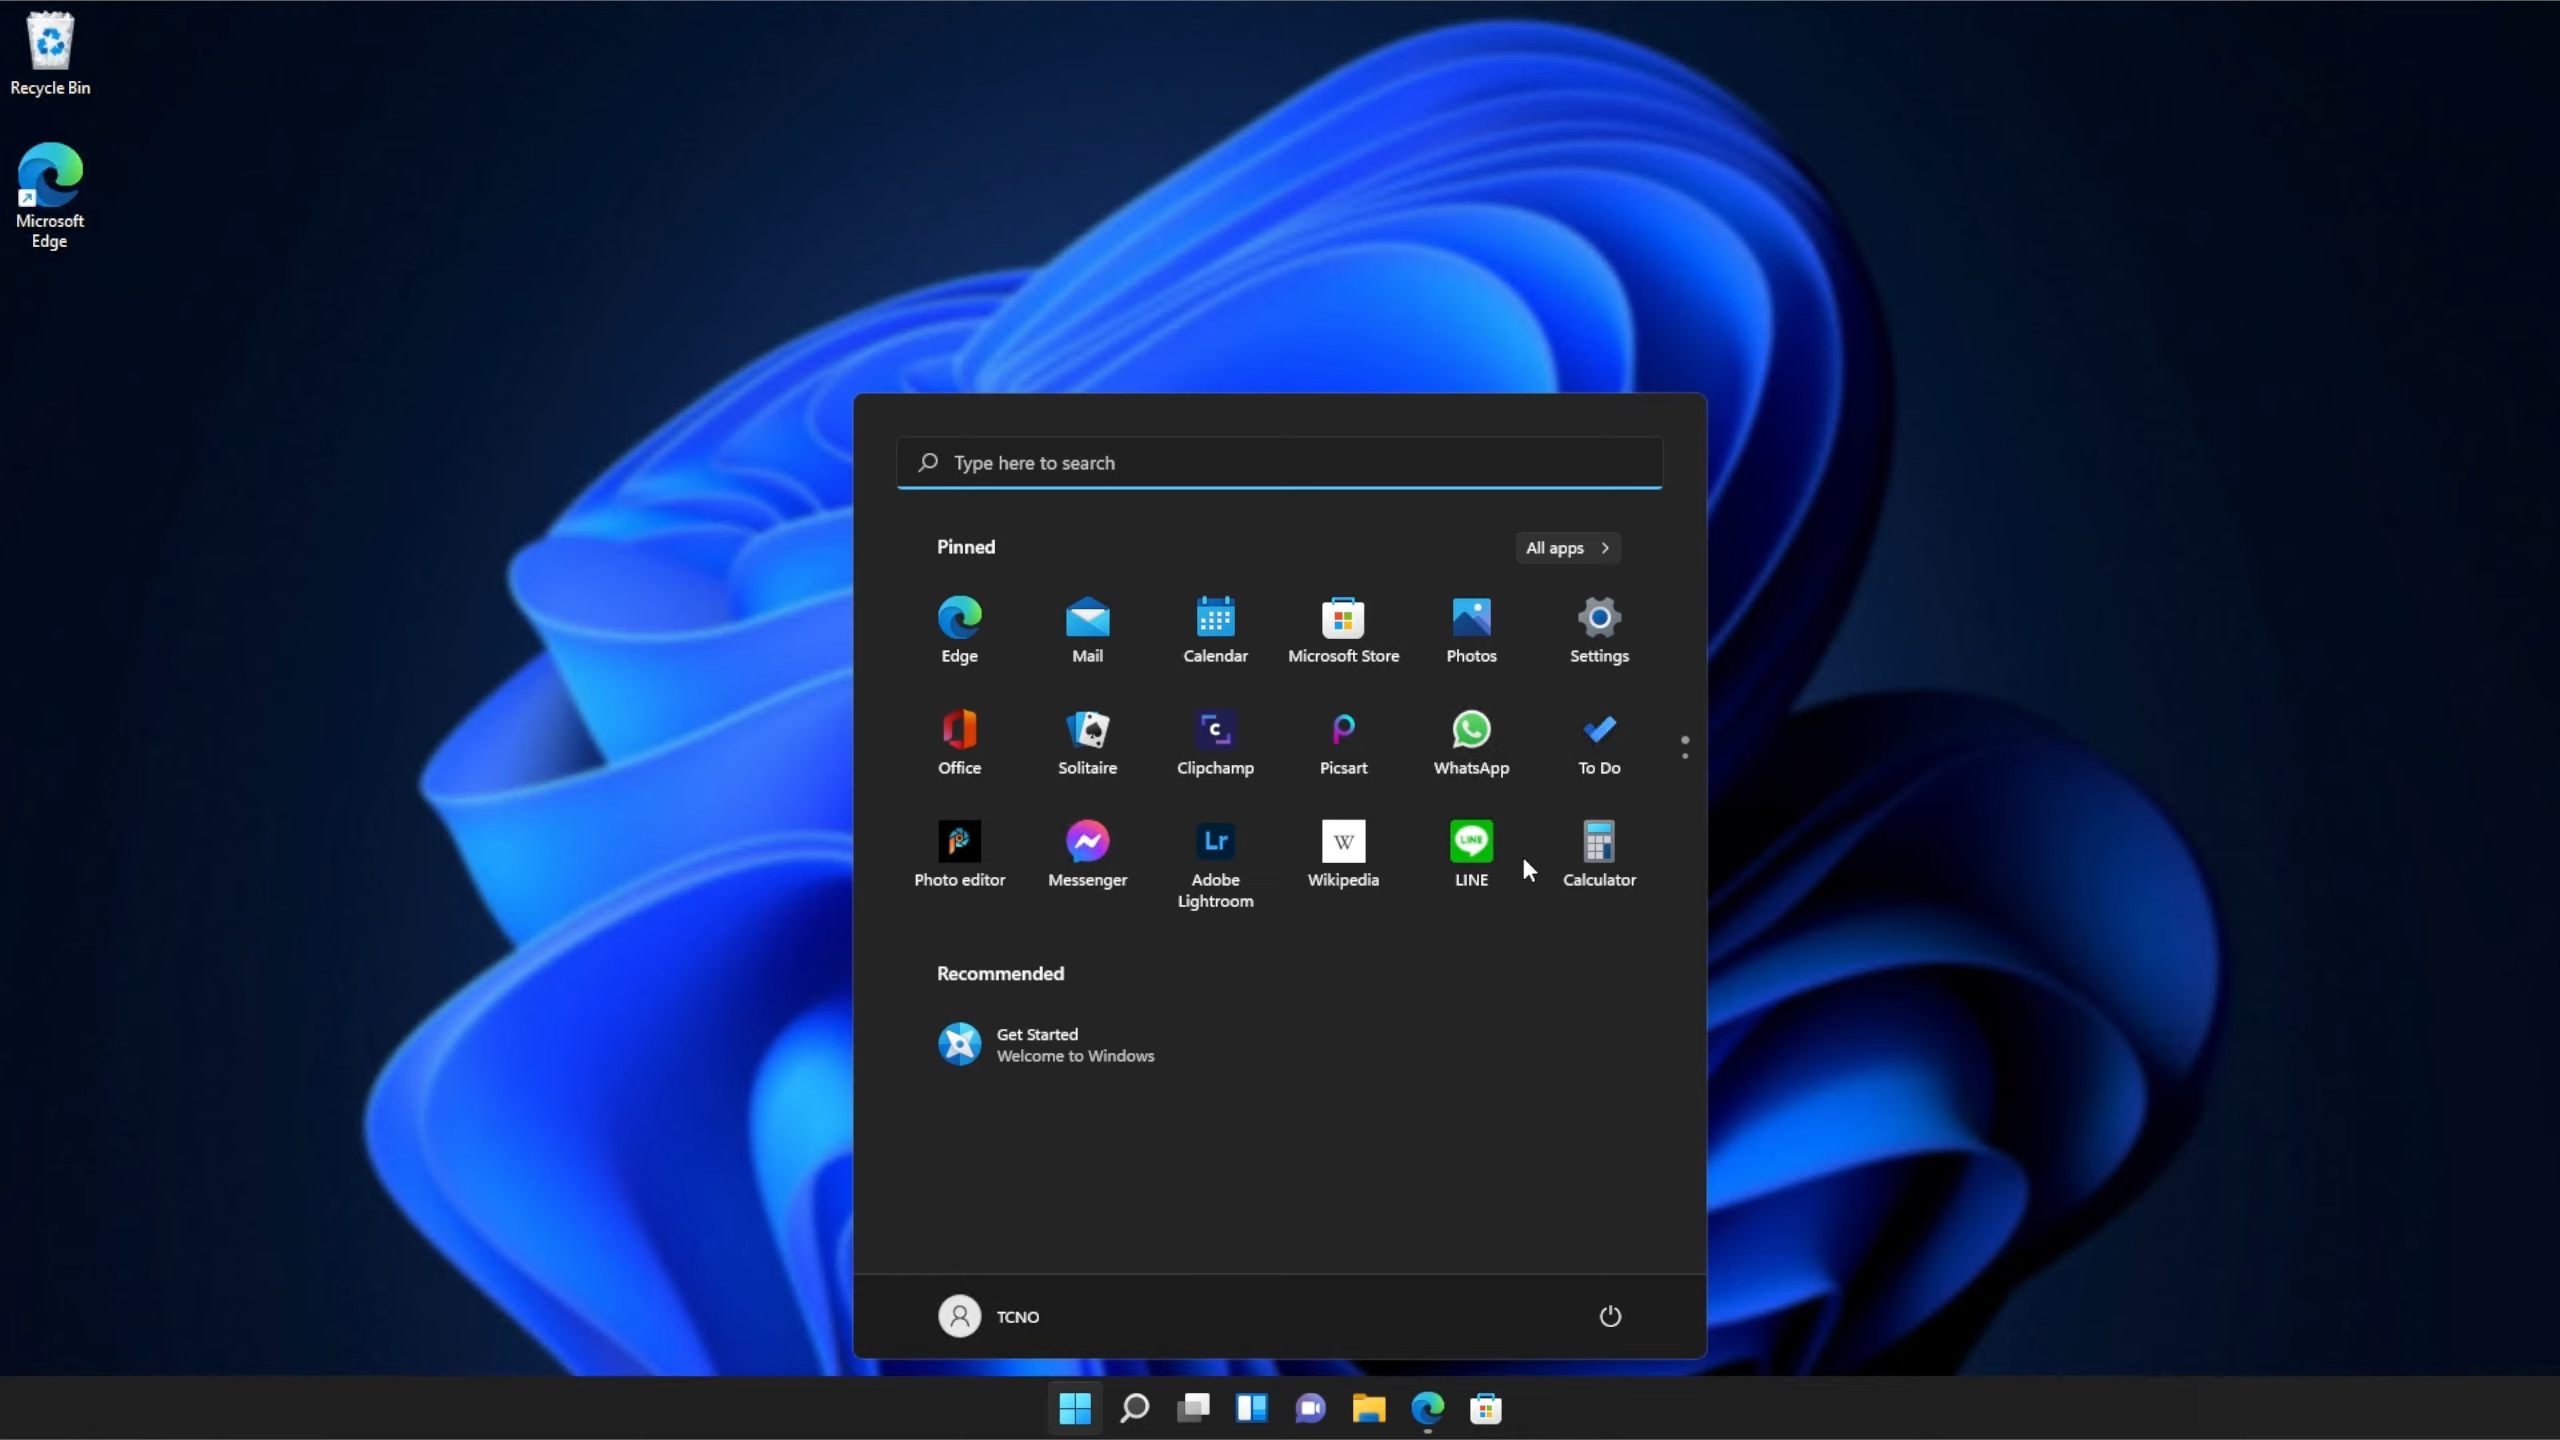 Recycle Bin
Microsoft
Edge
Type here to search
Pinned
All apps
Edge
Mail
Calendar
Microsoft Store
Photos
Settings
Office
Solitaire
Clipchamp
Picsart
WhatsApp
To Do
Lr
W
LINE
Photo editor
Messenger
Adobe
Lightroom
Wikipedia
LINE
Calculator
Recommended
Get Started
Welcome to Windows
TCNO